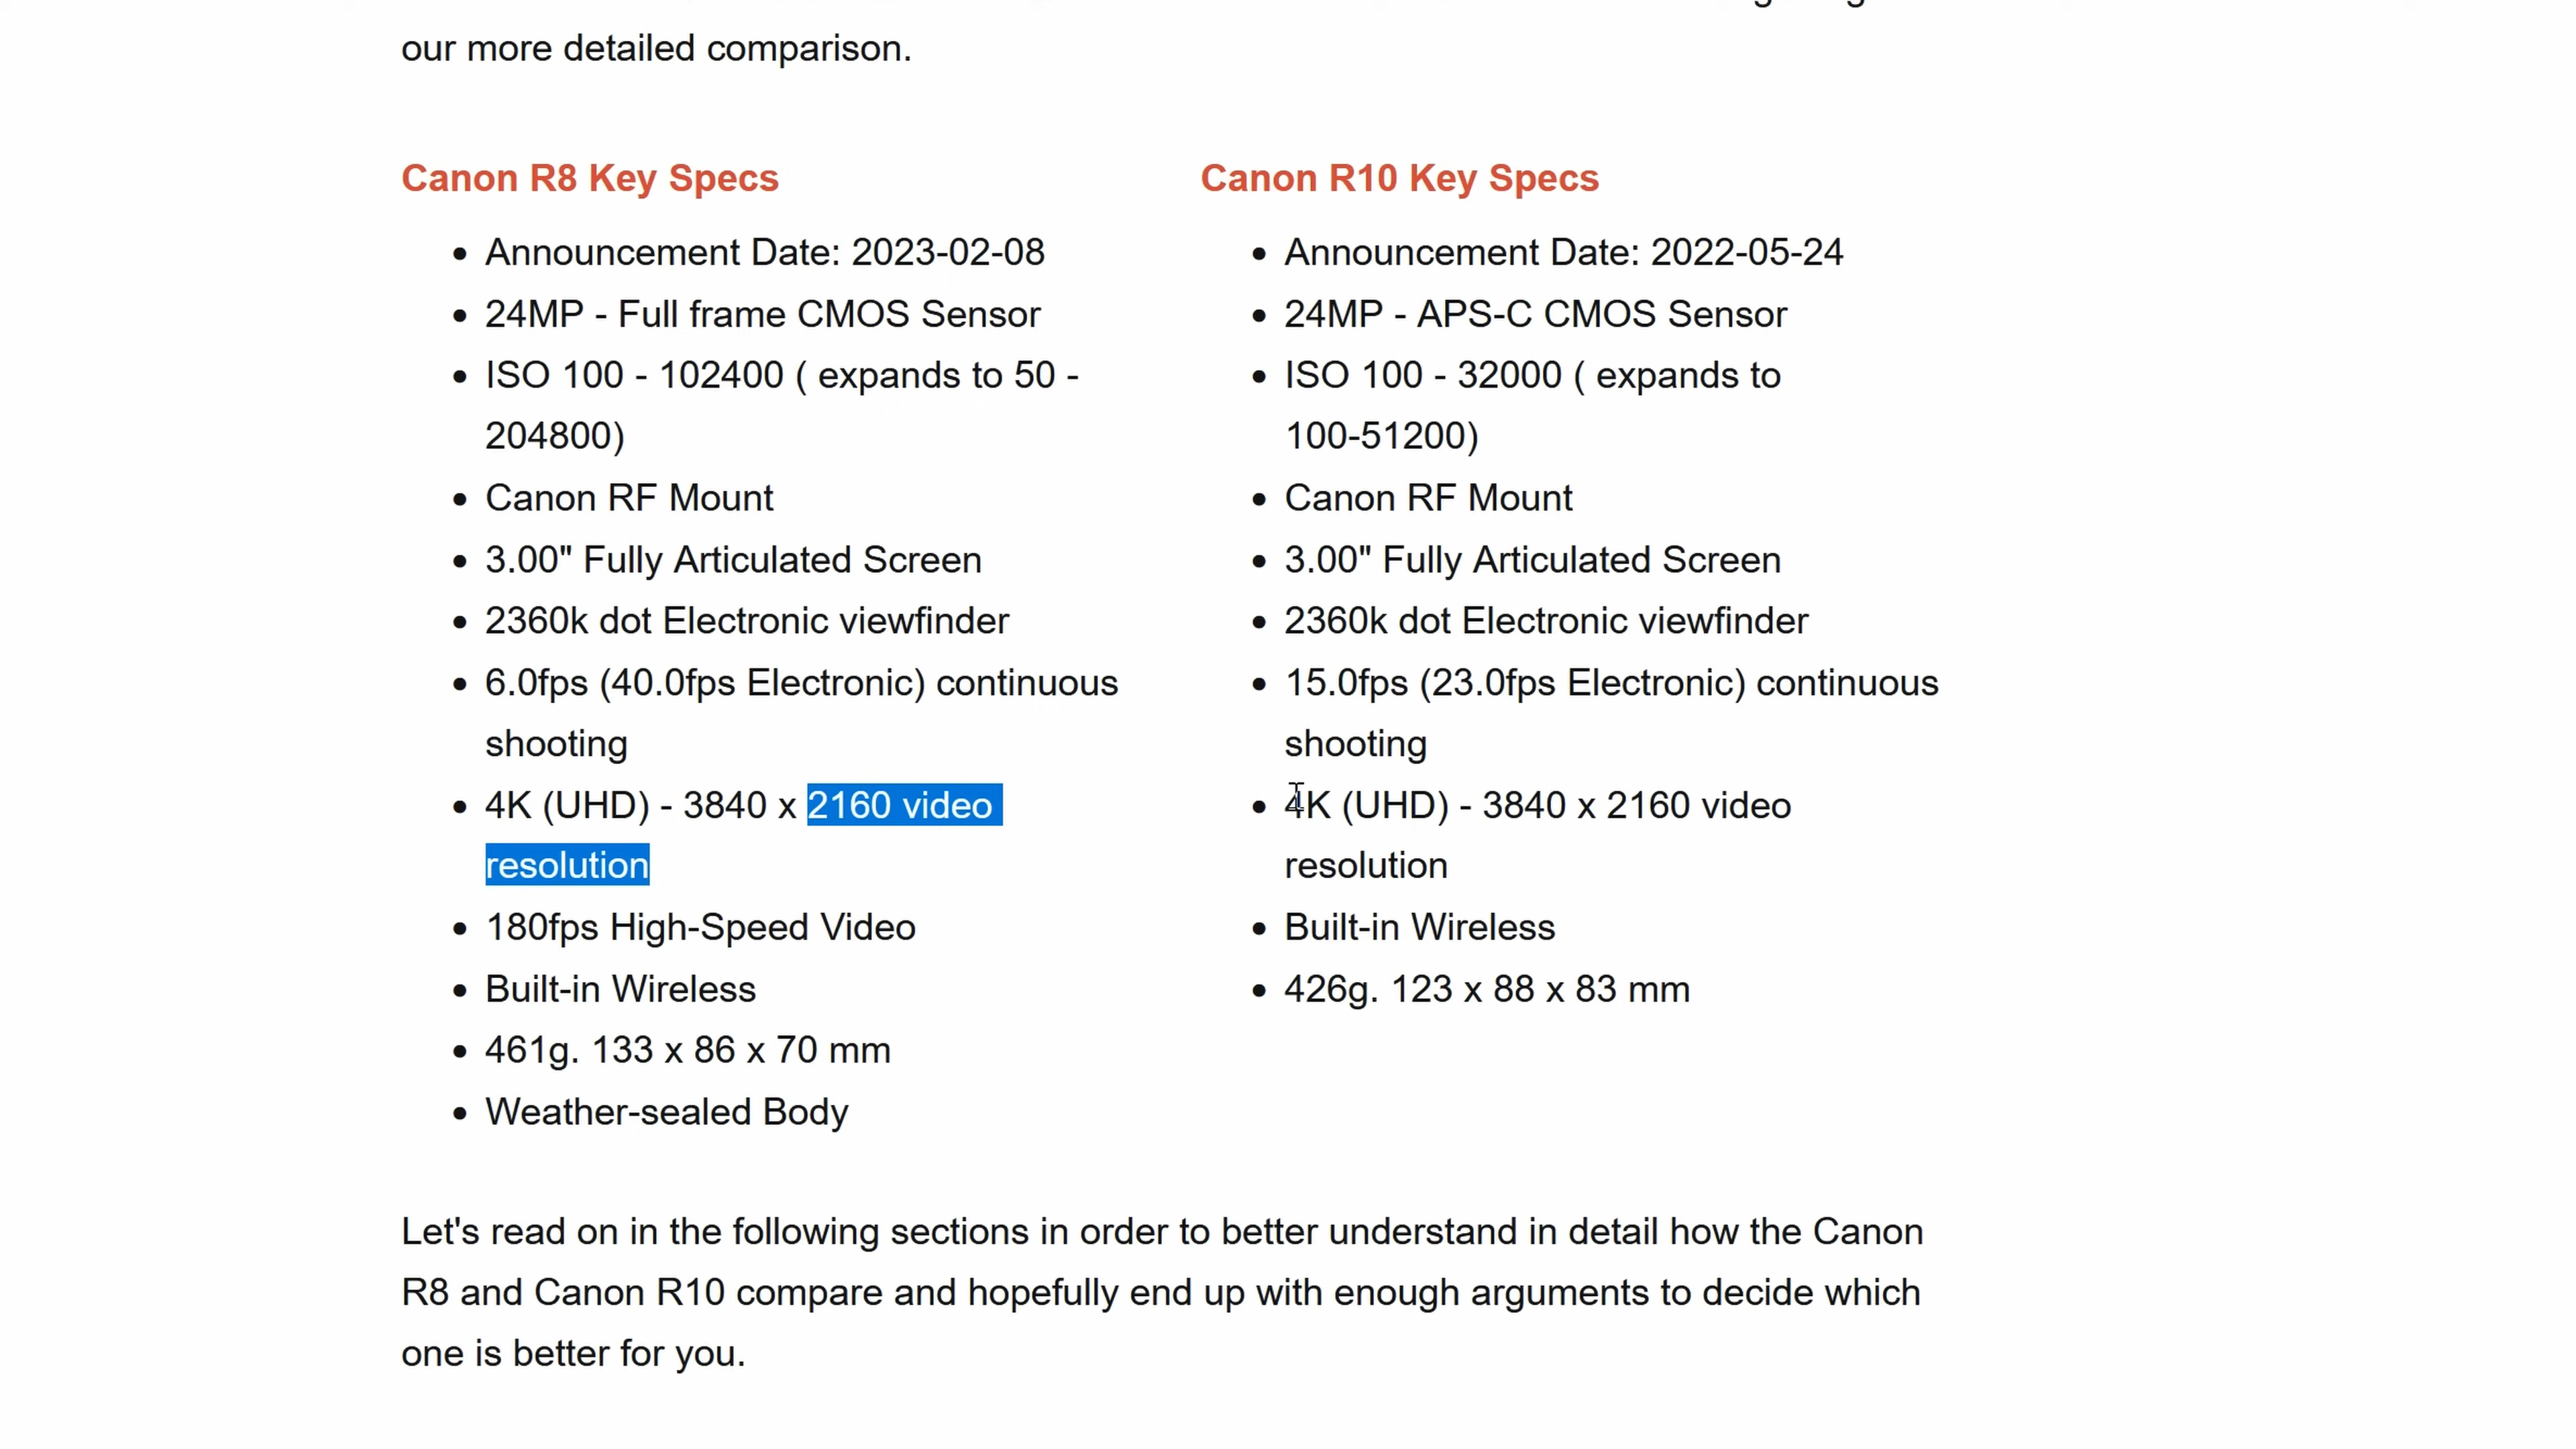 our more detailed comparison.
Canon R8 Key Specs
Announcement Date: 2023-02-08
24MP - Full frame CMOS Sensor
ISO 100 - 102400 ( expands to 50 -
204800)
Canon RF Mount
3.00" Fully Articulated Screen
2360k dot Electronic viewfinder
6.0fps (40.0fps Electronic) continuous
shooting
4K (UHD) - 3840 x 2160 video
resolution
180fps High-Speed Video
Built-in Wireless
461g. 133 x 86 x 70 mm
Weather-sealed Body
Canon R10 Key Specs
Announcement Date: 2022-05-24
24MP - APS-C CMOS Sensor
ISO 100 - 32000 ( expands to
100-51200)
Canon RF Mount
3.00" Fully Articulated Screen
2360k dot Electronic viewfinder
15.0fps (23.0fps Electronic) continuous
shooting
4K (UHD) - 3840 x 2160 video
resolution
Built-in Wireless
426g. 123 x 88 x 83 mm
Let's read on in the following sections in order to better understand in detail how the Canon
R8 and Canon R10 compare and hopefully end up with enough arguments to decide which
one is better for you.